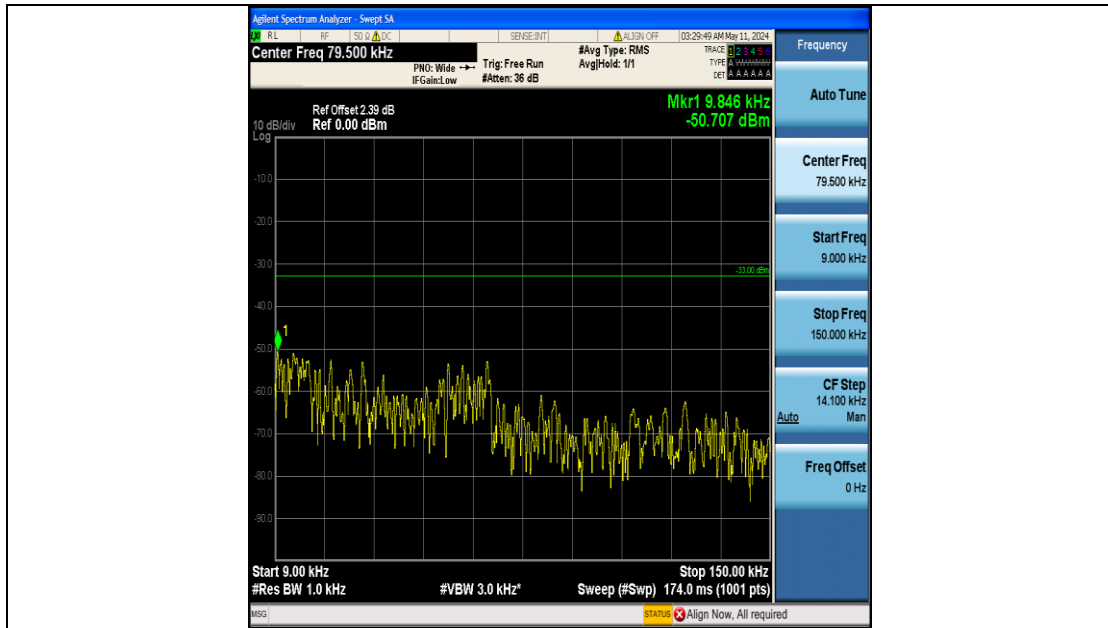 Agilent Spectrum Analyzer - Swept SA
RL RF 50 Ω DC SENSE:INT ALIGN OFF 03:29:49 AM May 11, 2024
Center Freq 79.500 kHz
PNO: Wide
IFGain:Low
Trig: Free Run
#Atten: 36 dB
#Avg Type: RMS
Avg|Hold: 1/1
TRACE 1 2 3 4 5 6
TYPE A WWWWW
DET A A A A A A
Mkr1 9.846 kHz
-50.707 dBm
Ref Offset 2.39 dB
10 dB/div Ref 0.00 dBm
Log
-10.0
-20.0
-30.0
-33.00 dBm
-40.0
1
-50.0
-60.0
-70.0
-80.0
-90.0
Start 9.00 kHz Stop 150.00 kHz
#Res BW 1.0 kHz #VBW 3.0 kHz* Sweep (#Swp) 174.0 ms (1001 pts)
MSG STATUS Align Now, All required
Frequency
Auto Tune
Center Freq
79.500 kHz
Start Freq
9.000 kHz
Stop Freq
150.000 kHz
CF Step
14.100 kHz
Auto Man
Freq Offset
0 Hz